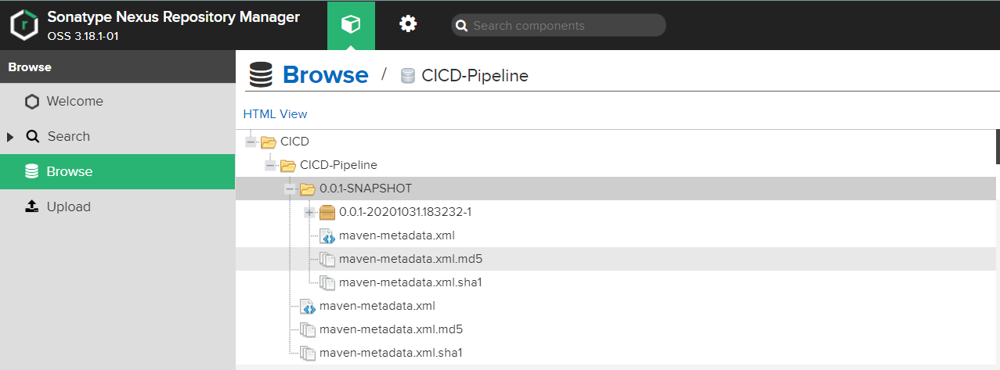 Sonatype Nexus Repository Manager
OSS 3.18.1-01
Search components
Browse
Welcome
Search
Browse
Upload
Browse / CICD-Pipeline
HTML View
CICD
CICD-Pipeline
0.0.1-SNAPSHOT
0.0.1-20201031.183232-1
maven-metadata.xml
maven-metadata.xml.md5
maven-metadata.xml.sha1
maven-metadata.xml
maven-metadata.xml.md5
maven-metadata.xml.sha1